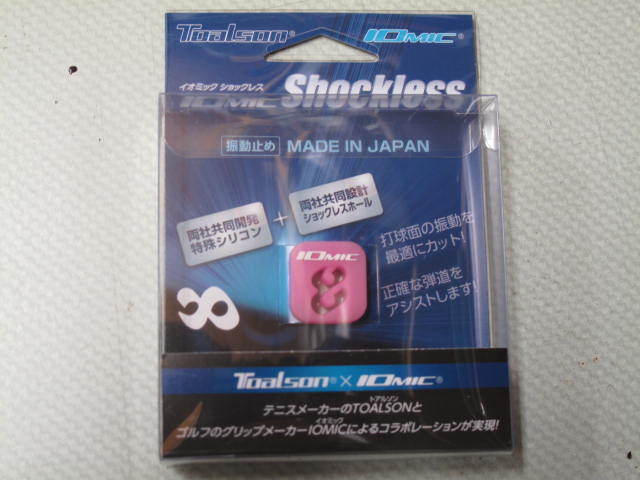 Toalson® IOMIC®
イオミック ショックレス
IOMIC Shockless
振動止め MADE IN JAPAN
両社共同開発
特殊シリコン
+
両社共同設計
ショックレスホール
打球面の振動を
最適にカット!
正確な弾道を
アシストします!
IOMIC
Toalson® × IOMIC®
トアルソン
テニスメーカーのTOALSONと
イオミック
ゴルフのグリップメーカーIOMICによるコラボレーションが実現!